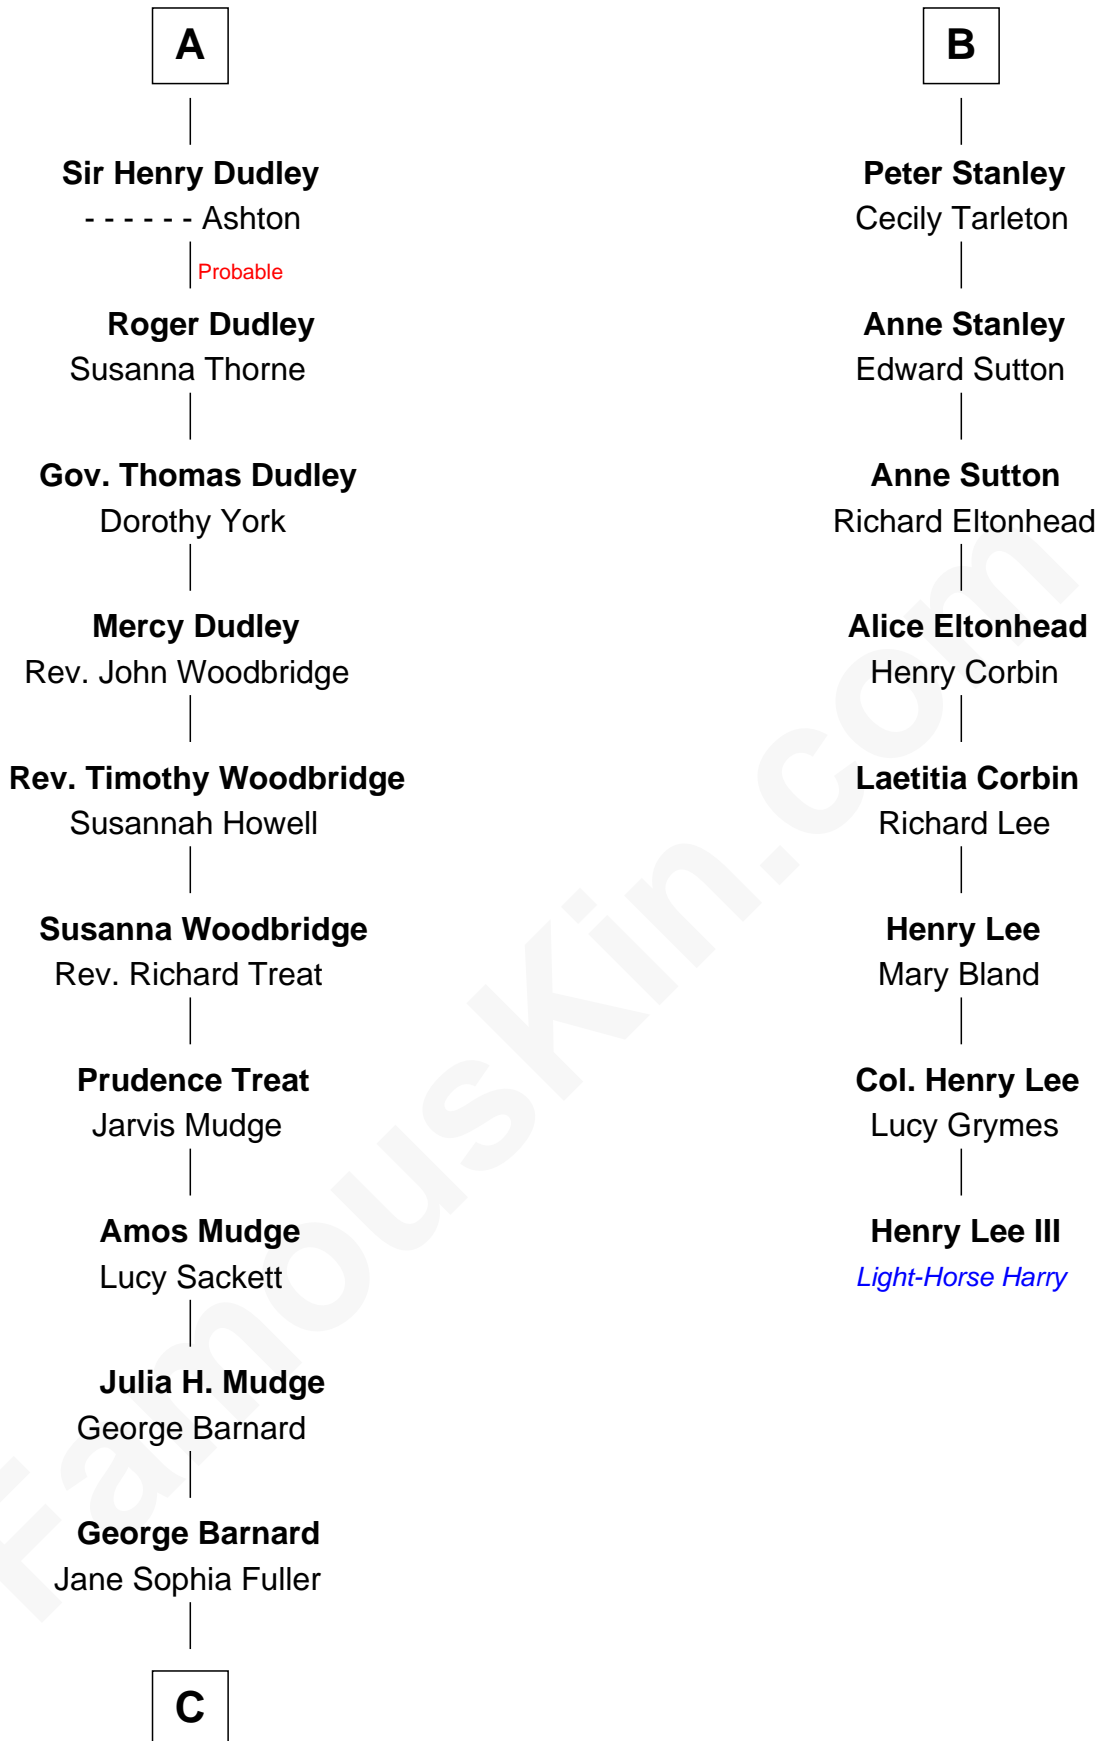 A
Sir Henry Dudley
- - - - - - Ashton
Probable
Roger Dudley
Susanna Thorne
Gov. Thomas Dudley
Dorothy York
Mercy Dudley
Rev. John Woodbridge
Rev. Timothy Woodbridge
Susannah Howell
Susanna Woodbridge
Rev. Richard Treat
Prudence Treat
Jarvis Mudge
Amos Mudge
Lucy Sackett
Julia H. Mudge
George Barnard
George Barnard
Jane Sophia Fuller
C
B
Peter Stanley
Cecily Tarleton
Anne Stanley
Edward Sutton
Anne Sutton
Richard Eltonhead
Alice Eltonhead
Henry Corbin
Laetitia Corbin
Richard Lee
Henry Lee
Mary Bland
Col. Henry Lee
Lucy Grymes
Henry Lee III
Light-Horse Harry
FamousKin.com